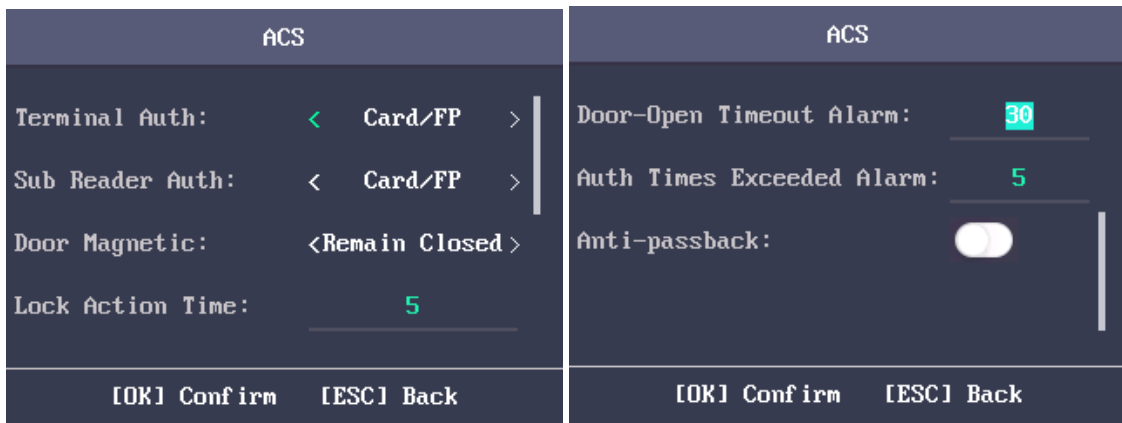 ACS
Terminal Auth: < Card/FP >
Sub Reader Auth: < Card/FP >
Door Magnetic: <Remain Closed>
Lock Action Time: 5
[OK] Confirm [ESC] Back
ACS
Door-Open Timeout Alarm: 30
Auth Times Exceeded Alarm: 5
Anti-passback:
[OK] Confirm [ESC] Back